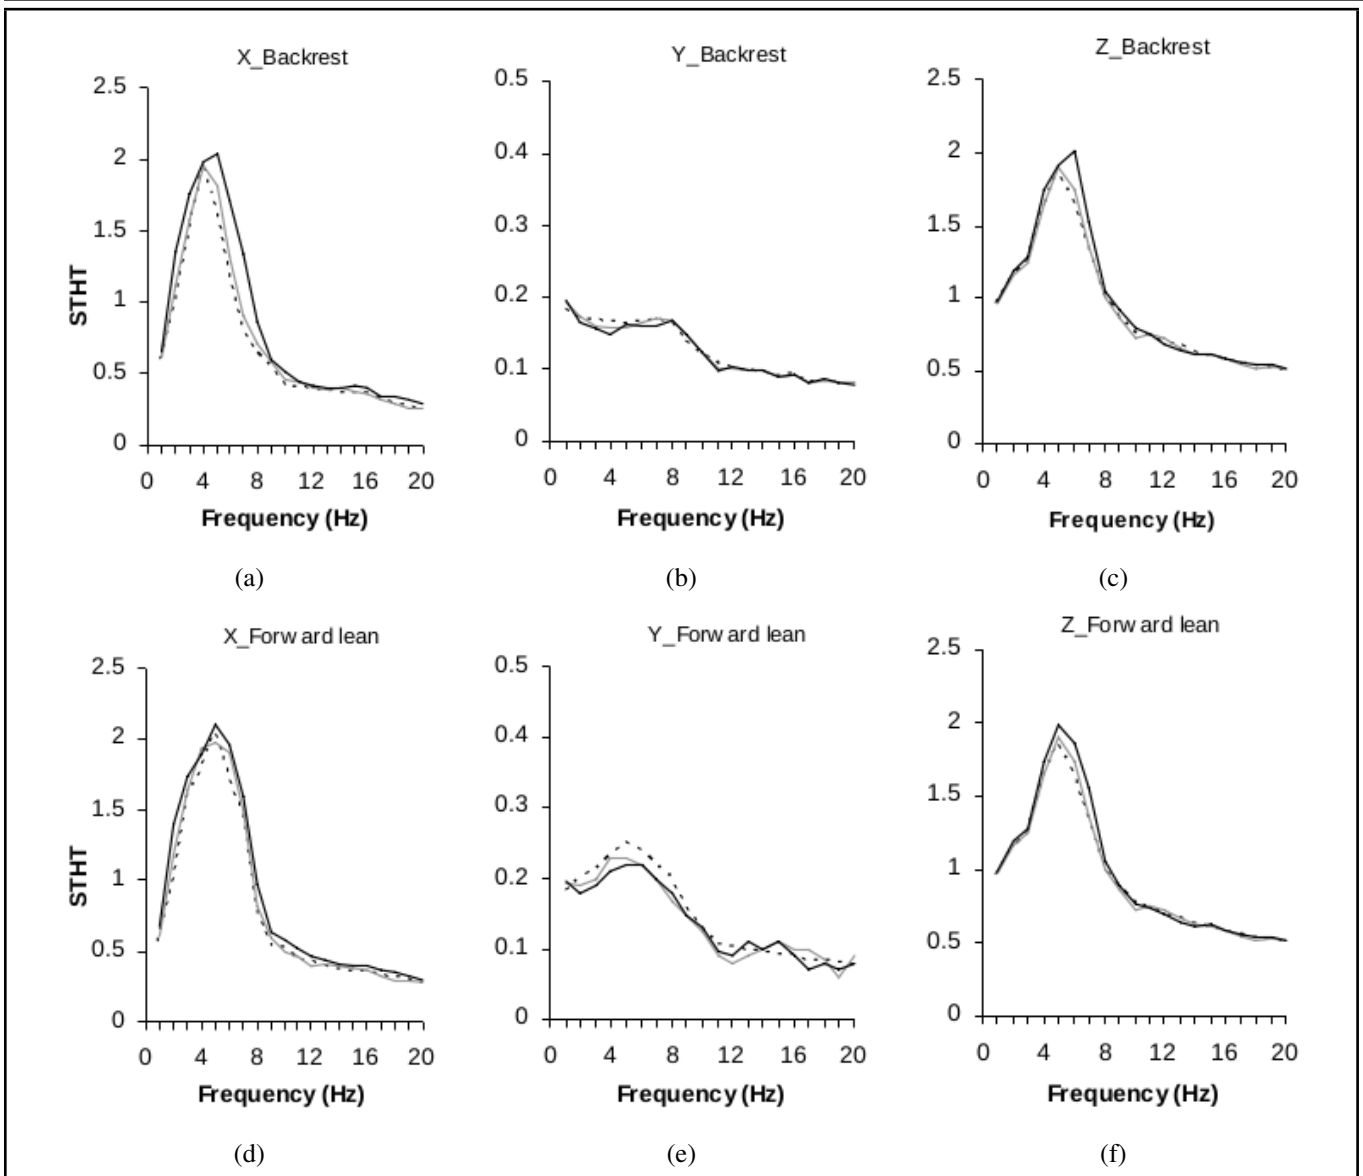 X_Backrest
2.5
2
1.5
1
0.5
0
STHT
0 4 8 12 16 20
Frequency (Hz)
(a)
Y_Backrest
0.5
0.4
0.3
0.2
0.1
0
0 4 8 12 16 20
Frequency (Hz)
(b)
Z_Backrest
2.5
2
1.5
1
0.5
0
0 4 8 12 16 20
Frequency (Hz)
(c)
X_Forw ard lean
2.5
2
1.5
1
0.5
0
STHT
0 4 8 12 16 20
Frequency (Hz)
(d)
Y_Forw ard lean
0.5
0.4
0.3
0.2
0.1
0
0 4 8 12 16 20
Frequency (Hz)
(e)
Z_Forw ard lean
2.5
2
1.5
1
0.5
0
0 4 8 12 16 20
Frequency (Hz)
(f)